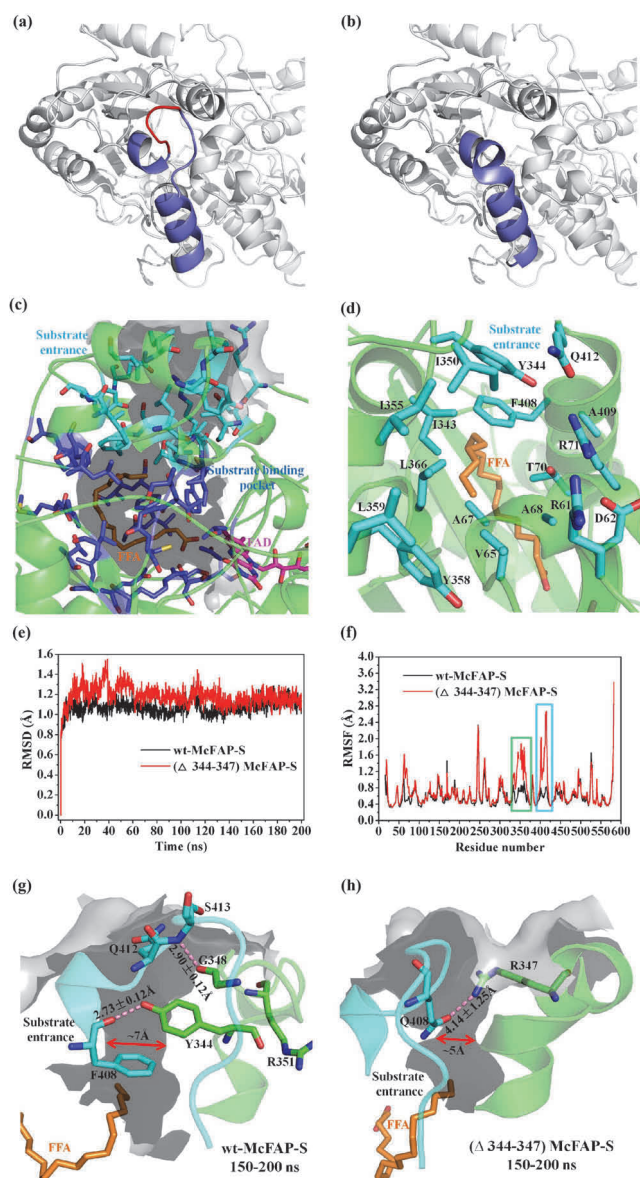 (a)
(b)
(c)
Substrate
entrance
Substrate binding
pocket
FFA
FAD
(d)
Substrate
entrance
I350
Y344
Q412
I355
F408
A409
I343
R71
L366
FFA
T70
L359
A67
A68
R61
D62
V65
Y358
(e)
RMSD (Å)
1.6
1.4
1.2
1.0
0.8
0.6
0.4
0.2
0.0
wt-McFAP-S
(Δ 344-347) McFAP-S
0 20 40 60 80 100 120 140 160 180 200
Time (ns)
(f)
RMSF (Å)
4.0
3.6
3.2
2.8
2.4
2.0
1.6
1.2
0.8
0.4
0.0
wt-McFAP-S
(Δ 344-347) McFAP-S
0 50 100 150 200 250 300 350 400 450 500 550 600
Residue number
(g)
S413
Q412
2.90±0.12Å
G348
2.73±0.12Å
Substrate
entrance
~7Å
Y344
R351
F408
FFA
wt-McFAP-S
150-200 ns
(h)
R347
Q408
4.14±1.25Å
~5Å
Substrate
entrance
FFA
(Δ 344-347) McFAP-S
150-200 ns